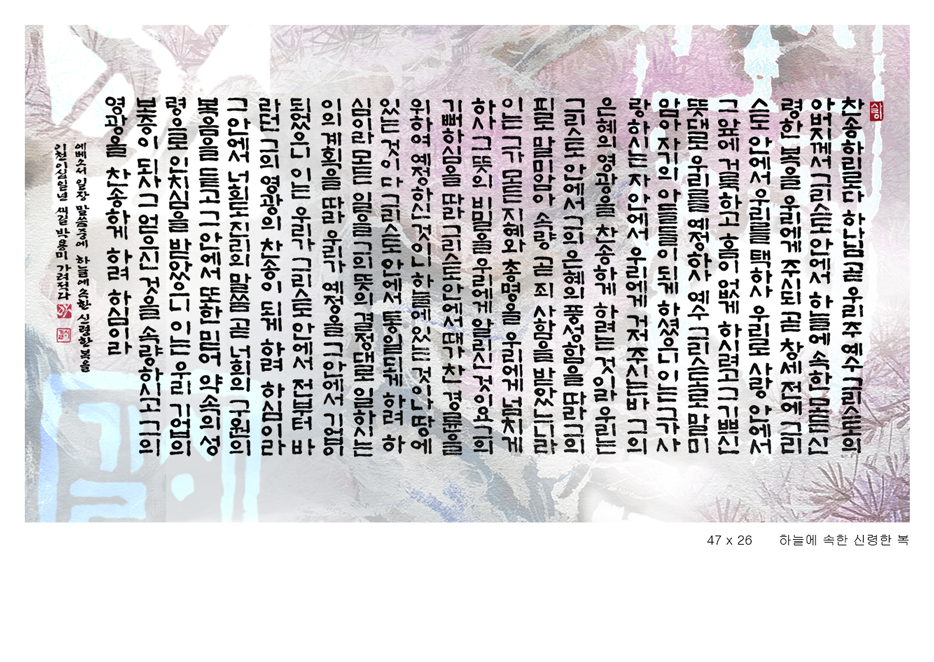 찬송하리로다 하나님 곧 우리 주 예수 그리스도의
아버지께서 그리스도 안에서 하늘에 속한 모든 신
령한 복을 우리에게 주시되 곧 창세 전에 그리
스도 안에서 우리를 택하사 우리로 사랑 안에서
그 앞에 거룩하고 흠이 없게 하시려고 그 기쁘신
뜻대로 우리를 예정하사 예수 그리스도로 말미
암아 자기의 아들들이 되게 하셨으니 이는 그가 사
랑하시는 자 안에서 우리에게 거저 주시는 바 그의
은혜의 영광을 찬송하게 하려는 것이라 우리는
그리스도 안에서 그의 은혜의 풍성함을 따라 그의
피로 말미암아 속량 곧 죄 사함을 받았느니라
이는 그가 모든 지혜와 총명을 우리에게 넘치게
하사 그 뜻의 비밀을 우리에게 알리신 것이요 그의
기뻐하심을 따라 그리스도 안에서 때가 찬 경륜을
위하여 예정하신 것이니 하늘에 있는 것이나 땅에
있는 것이 다 그리스도 안에서 통일되게 하려 하
심이라 모든 일을 그의 뜻의 결정대로 일하시는
이의 계획을 따라 우리가 예정을 그 안에서 기업이
되었으니 이는 우리가 그리스도 안에서 전부터 바
라던 그의 영광의 찬송이 되게 하려 하심이라
그 안에서 너희도 진리의 말씀 곧 너희의 구원의
복음을 듣고 그 안에서 또한 믿어 약속의 성
령으로 인치심을 받았으니 이는 우리 기업의
보증이 되사 그 얻으신 것을 속량하시고 그의
영광을 찬송하게 하려 하심이라
에베소서 일장 말씀중에 하늘에 속한 신령한 복을
이천이십일년 새길 박용미 가려적다
47 x 26 하늘에 속한 신령한 복